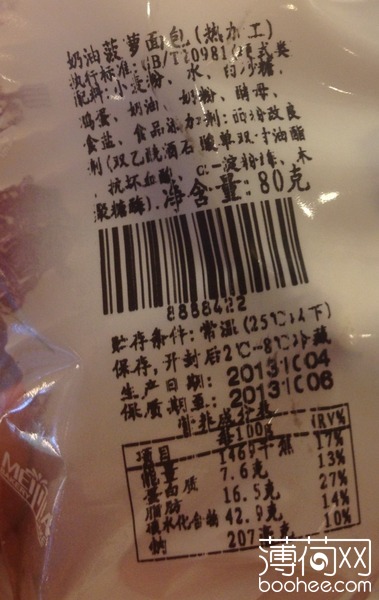 奶油菠萝面包(热加工)
执行标准:GB/T20981(硬式类
配料:小麦粉、水、白沙糖、
鸡蛋、奶油、奶粉、酵母、
食盐、食品添加剂:面粉改良
剂(双乙酰酒石酸单双甘油酯
抗坏血酸、α-淀粉酶、木
聚糖酶).净含量:80克
8888422
贮存条件:常温(25℃以下)
保存,开封后2℃-8℃冷藏
生产日期:20131004
保质期至:20131006
营养成分表
项目 每100克 NRV%
能量 1469千焦 17%
蛋白质 7.6克 13%
脂肪 16.5克 27%
碳水化合物 42.9克 14%
钠 207毫克 10%
薄荷网
boohee.com